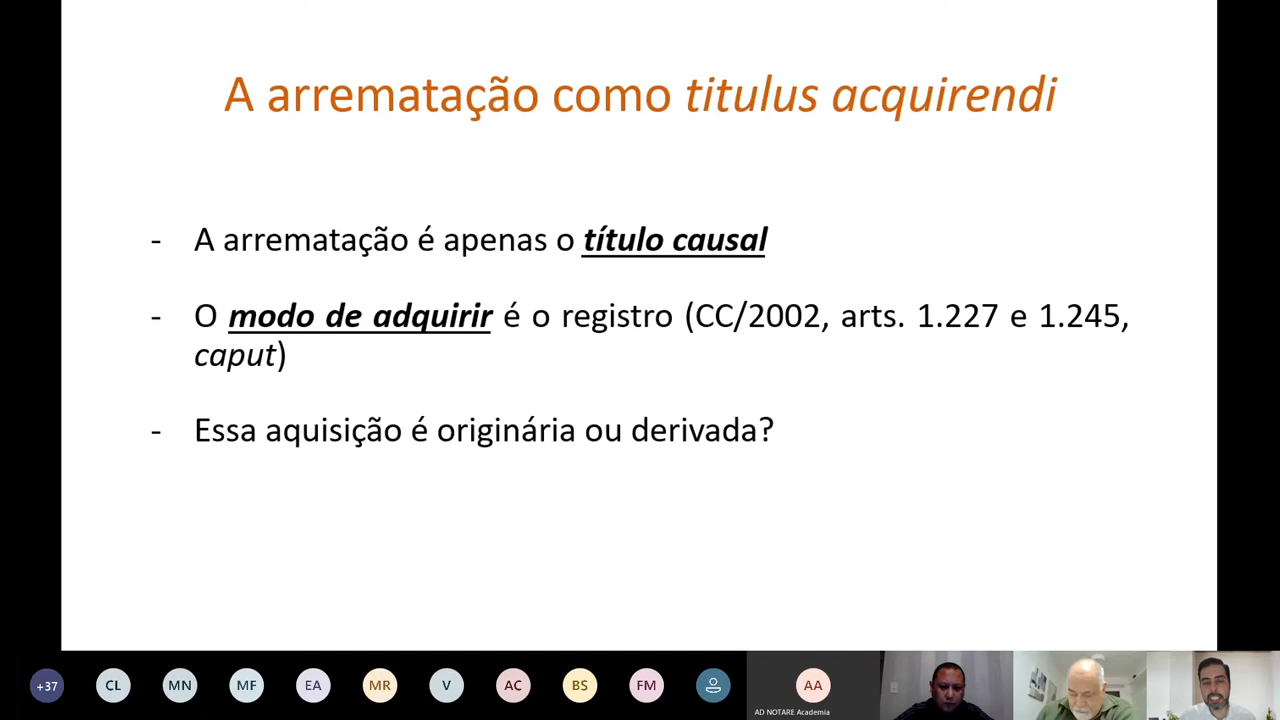 A arrematação como titulus acquirendi
- A arrematação é apenas o título causal
- O modo de adquirir é o registro (CC/2002, arts. 1.227 e 1.245,
caput)
- Essa aquisição é originária ou derivada?
+37 CL MN MF EA MR V AC BS FM AA
AD NOTARE Academia